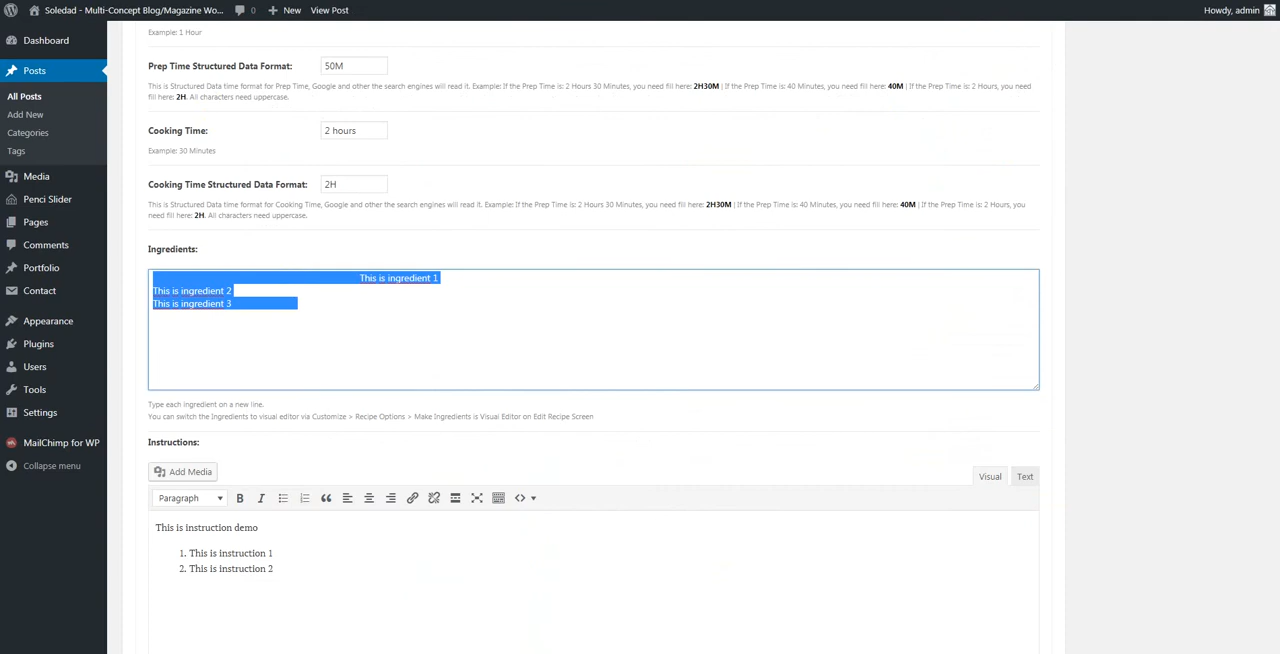 Soledad - Multi-Concept Blog/Magazine Wo... 0 New View Post Howdy, admin
Dashboard
Posts
All Posts
Add New
Categories
Tags
Media
Penci Slider
Pages
Comments
Portfolio
Contact
Appearance
Plugins
Users
Tools
Settings
MailChimp for WP
Collapse menu
Example: 1 Hour
Prep Time Structured Data Format: 50M
This is Structured Data time format for Prep Time, Google and other the search engines will read it. Example: If the Prep Time is: 2 Hours 30 Minutes, you need fill here: 2H30M | If the Prep Time is: 40 Minutes, you need fill here: 40M | If the Prep Time is: 2 Hours, you need
fill here: 2H. All characters need uppercase.
Cooking Time: 2 hours
Example: 30 Minutes
Cooking Time Structured Data Format: 2H
This is Structured Data time format for Cooking Time, Google and other the search engines will read it. Example: If the Prep Time is: 2 Hours 30 Minutes, you need fill here: 2H30M | If the Prep Time is: 40 Minutes, you need fill here: 40M | If the Prep Time is: 2 Hours, you
need fill here: 2H. All characters need uppercase.
Ingredients:
This is ingredient 1
This is ingredient 2
This is ingredient 3
Type each ingredient on a new line.
You can switch the Ingredients to visual editor via Customize > Recipe Options > Make Ingredients is Visual Editor on Edit Recipe Screen
Instructions:
Add Media
Visual Text
Paragraph
This is instruction demo
1. This is instruction 1
2. This is instruction 2